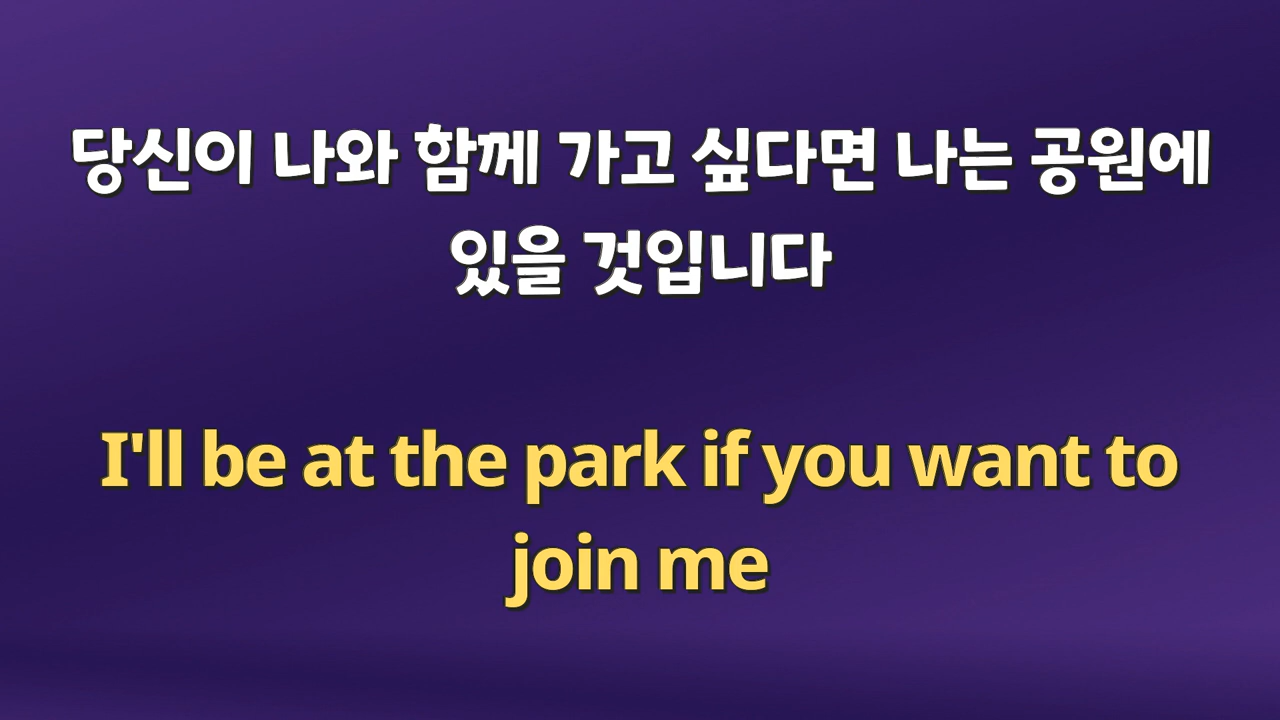 당신이 나와 함께 가고 싶다면 나는 공원에
있을 것입니다
I'll be at the park if you want to
join me